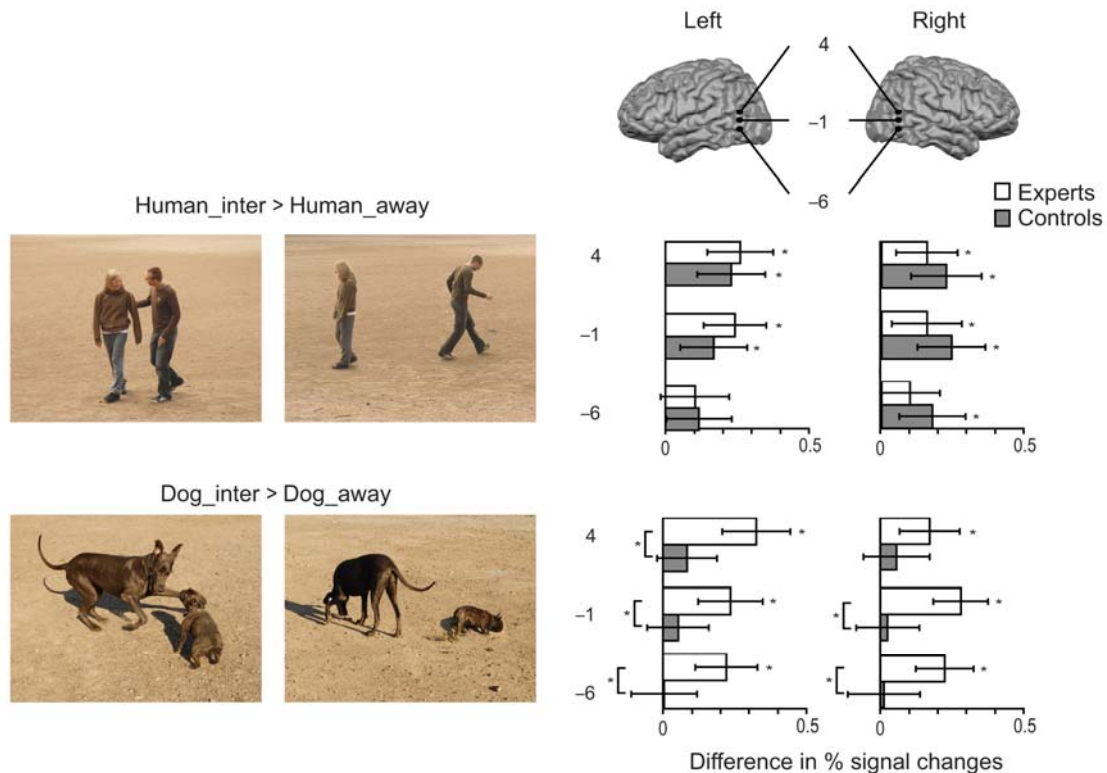 Left Right
4
−1
−6
Experts
Controls
Human_inter > Human_away
4 * * * *
−1 * * * *
−6 *
0 0.5 0 0.5
Dog_inter > Dog_away
4 * * *
−1 * * * *
−6 * * * *
0 0.5 0 0.5
Difference in % signal changes